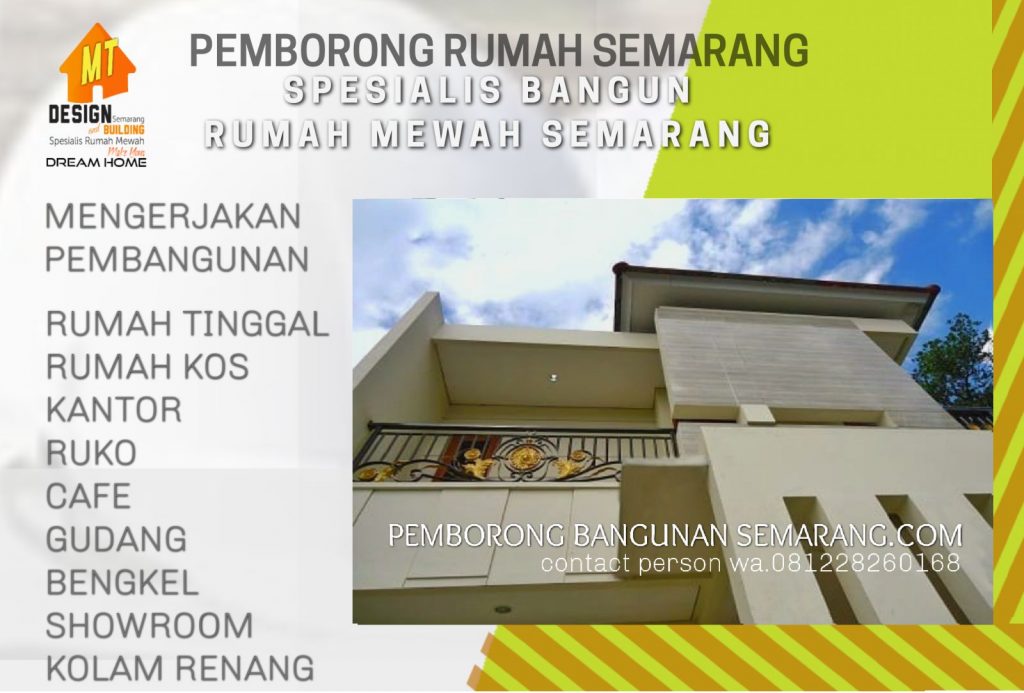 MT
DESIGN Semarang
and BUILDING
Spesialis Rumah Mewah
Make Your
DREAM HOME
PEMBORONG RUMAH SEMARANG
SPESIALIS BANGUN
RUMAH MEWAH SEMARANG
MENGERJAKAN
PEMBANGUNAN
RUMAH TINGGAL
RUMAH KOS
KANTOR
RUKO
CAFE
GUDANG
BENGKEL
SHOWROOM
KOLAM RENANG
PEMBORONG BANGUNAN SEMARANG.COM
contact person wa.081228260168